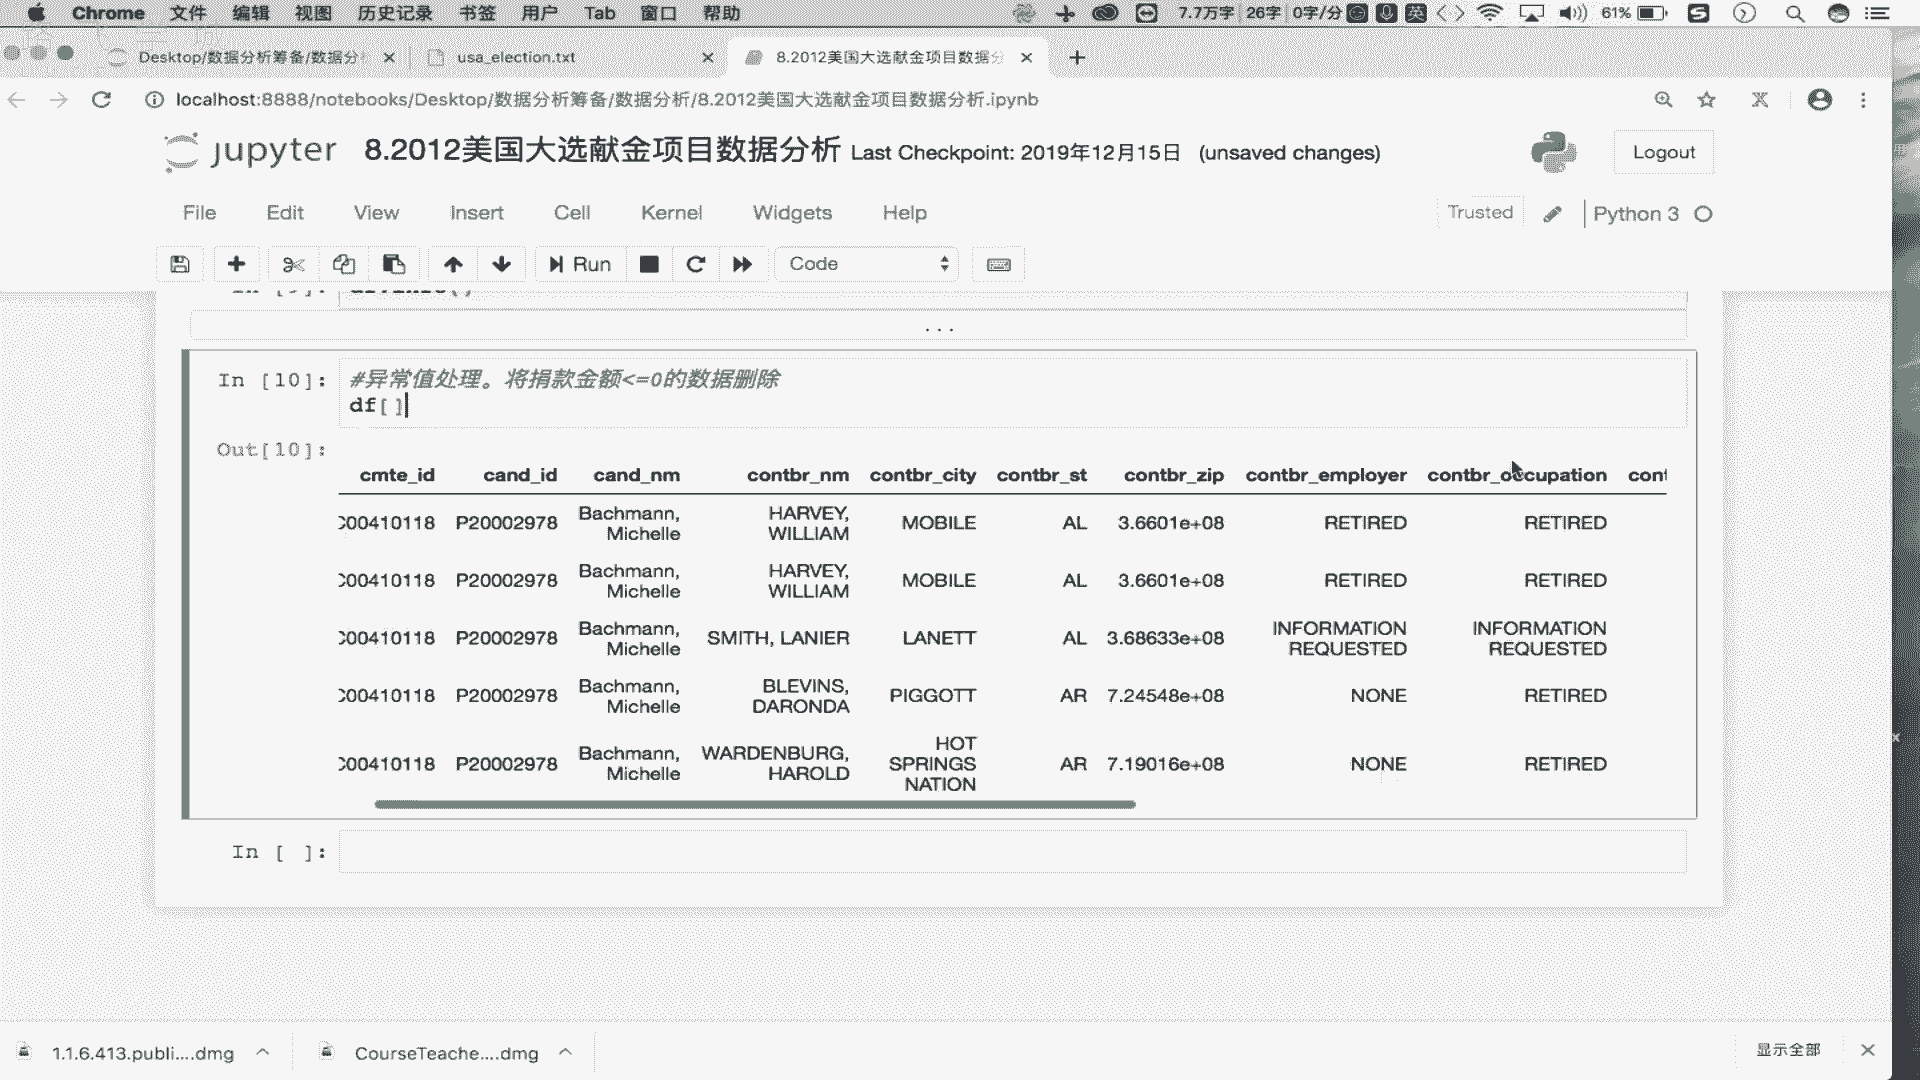 Chrome 文件 编辑 视图 历史记录 书签 用户 Tab 窗口 帮助 7.7万字 26字 0字/分 英 61%
Desktop/数据分析筹备/数据分 usa_election.txt 8.2012美国大选献金项目数据分
localhost:8888/notebooks/Desktop/数据分析筹备/数据分析/8.2012美国大选献金项目数据分析.ipynb
jupyter 8.2012美国大选献金项目数据分析 Last Checkpoint: 2019年12月15日 (unsaved changes) Logout
File Edit View Insert Cell Kernel Widgets Help Trusted Python 3
Run Code
...
In [10]: #异常值处理。将捐款金额<=0的数据删除
df[]
Out[10]:
cmte_id cand_id cand_nm contbr_nm contbr_city contbr_st contbr_zip contbr_employer contbr_occupation cont
C00410118 P20002978 Bachmann, Michelle HARVEY, WILLIAM MOBILE AL 3.6601e+08 RETIRED RETIRED
C00410118 P20002978 Bachmann, Michelle HARVEY, WILLIAM MOBILE AL 3.6601e+08 RETIRED RETIRED
C00410118 P20002978 Bachmann, Michelle SMITH, LANIER LANETT AL 3.68633e+08 INFORMATION REQUESTED INFORMATION REQUESTED
C00410118 P20002978 Bachmann, Michelle BLEVINS, DARONDA PIGGOTT AR 7.24548e+08 NONE RETIRED
C00410118 P20002978 Bachmann, Michelle WARDENBURG, HAROLD HOT SPRINGS NATION AR 7.19016e+08 NONE RETIRED
In [ ]:
1.1.6.413.publi....dmg CourseTeache....dmg 显示全部